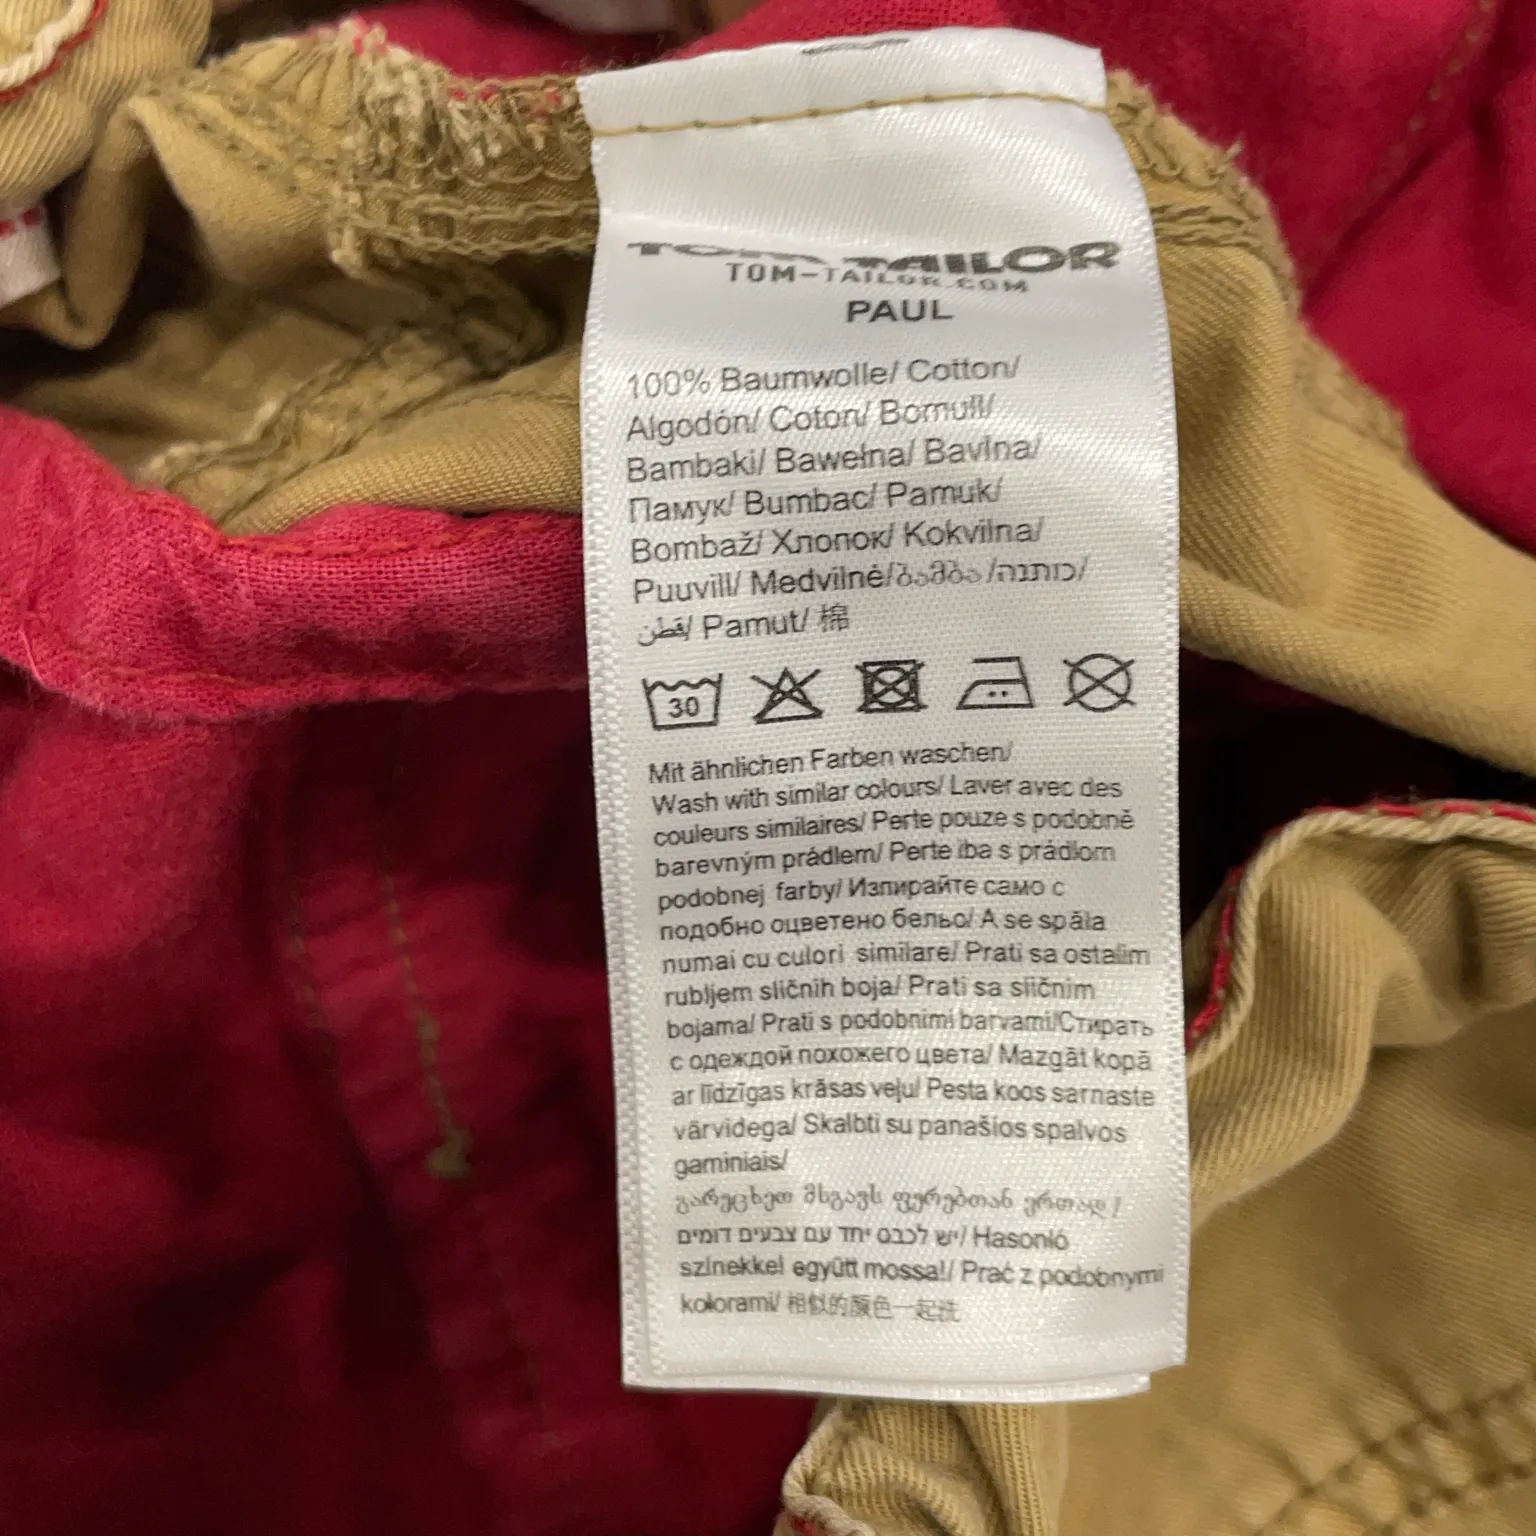 TOM TAILOR
TOM-TAILOR.COM
PAUL
100% Baumwolle/ Cotton/
Algodón/ Coton/ Bomull/
Bambaki/ Bawełna/ Bavlna/
Памук/ Bumbac/ Pamuk/
Bombaž/ Хлопок/ Kokvilna/
Puuvill/ Medvilnė/ბამბა/כותנה/
قطن/ Pamut/ 棉
30
Mit ähnlichen Farben waschen/
Wash with similar colours/ Laver avec des
couleurs similaires/ Perte pouze s podobně
barevným prádlem/ Perte iba s prádlom
podobnej farby/ Изпирайте само с
подобно оцветено бельо/ A se spăla
numai cu culori similare/ Prati sa ostalim
rubljem sličnih boja/ Prati sa sličnim
bojama/ Prati s podobnimi barvami/Стирать
с одеждой похожего цвета/ Mazgāt kopā
ar līdzīgas krāsas veļu/ Pesta koos sarnaste
värvidega/ Skalbti su panašios spalvos
gaminiais/
გარეცხეთ მსგავს ფერებთან ერთად/
יש לכבס יחד עם צבעים דומים/ Hasonló
színekkel együtt mossa!/ Prać z podobnymi
kolorami/ 相似的颜色一起洗